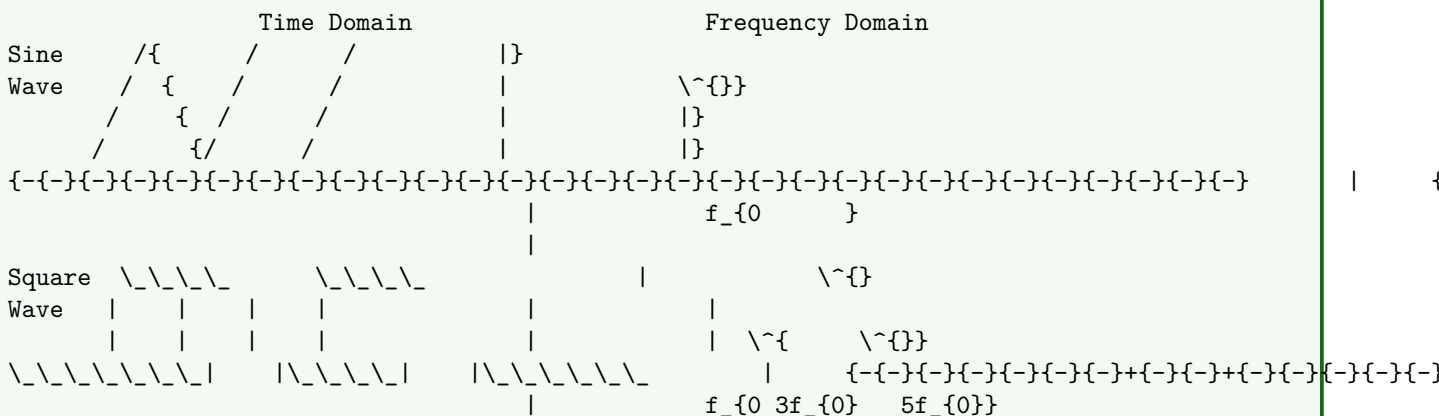 Time Domain Frequency Domain
Sine /{ / / |}
Wave / { / / | \^{}}
/ { / / | |}
/ {/ / | |}
{-{-}{-}{-}{-}{-}{-}{-}{-}{-}{-}{-}{-}{-}{-}{-}{-}{-}{-}{-}{-}{-}{-}{-}{-}{-}{-}{-}{-} | {
| f_{0 }
|
Square \_\_\_\_ \_\_\_\_ | \^{}
Wave | | | | | |
| | | | | | \^{ \^{}}
\_\_\_\_\_\_\_| |\_\_\_\_| |\_\_\_\_\_\_ | {-{-}{-}{-}{-}{-}{-}+{-}{-}+{-}{-}{-}{-}{-}
| f_{0 3f_{0} 5f_{0}}